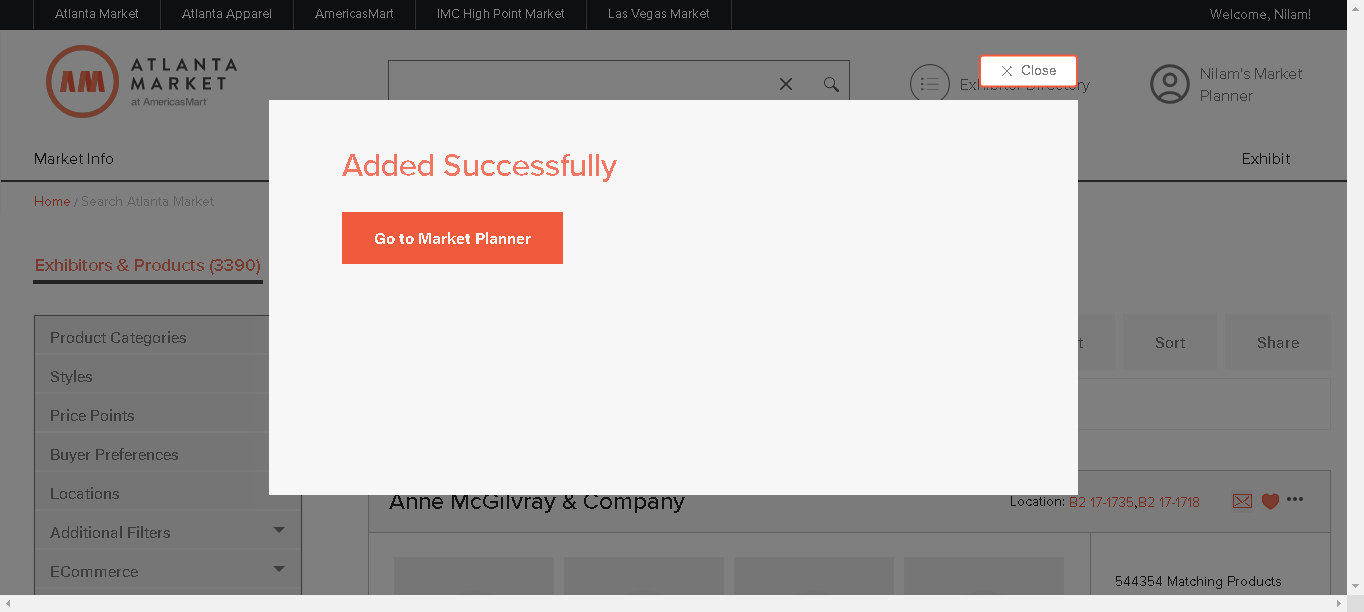 Atlanta Market
Atlanta Apparel
AmericasMart
IMC High Point Market
Las Vegas Market
Welcome, Nilam!
AM
ATLANTA
MARKET
at AmericasMart
Close
Nilam's Market
Planner
Market Info
Exhibit
Home / Search Atlanta Market
Added Successfully
Go to Market Planner
Exhibitors & Products (3390)
Product Categories
Styles
Price Points
Buyer Preferences
Locations
Additional Filters
ECommerce
Sort
Share
Anne McGilvray & Company
Location: B2 17-1735,B2 17-1718
544354 Matching Products